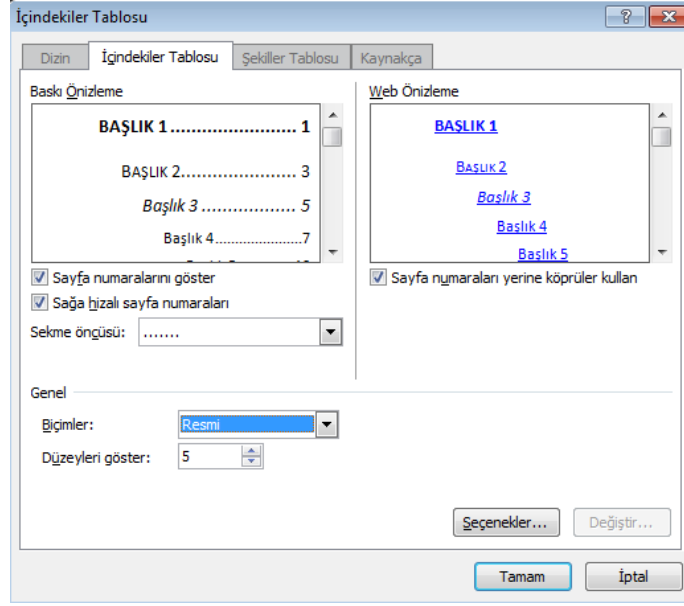 İçindekiler Tablosu
Dizin İçindekiler Tablosu Şekiller Tablosu Kaynakça
Baskı Önizleme
BAŞLIK 1........................ 1
BAŞLIK 2..................... 3
Başlık 3 ................ 5
Başlık 4......................7
Web Önizleme
BAŞLIK 1
BAŞLIK 2
Başlık 3
Başlık 4
Başlık 5
Sayfa numaralarını göster
Sağa hizalı sayfa numaraları
Sekme öncüsü: .......
Sayfa numaraları yerine köprüler kullan
Genel
Biçimler: Resmi
Düzeyleri göster: 5
Seçenekler... Değiştir...
Tamam İptal